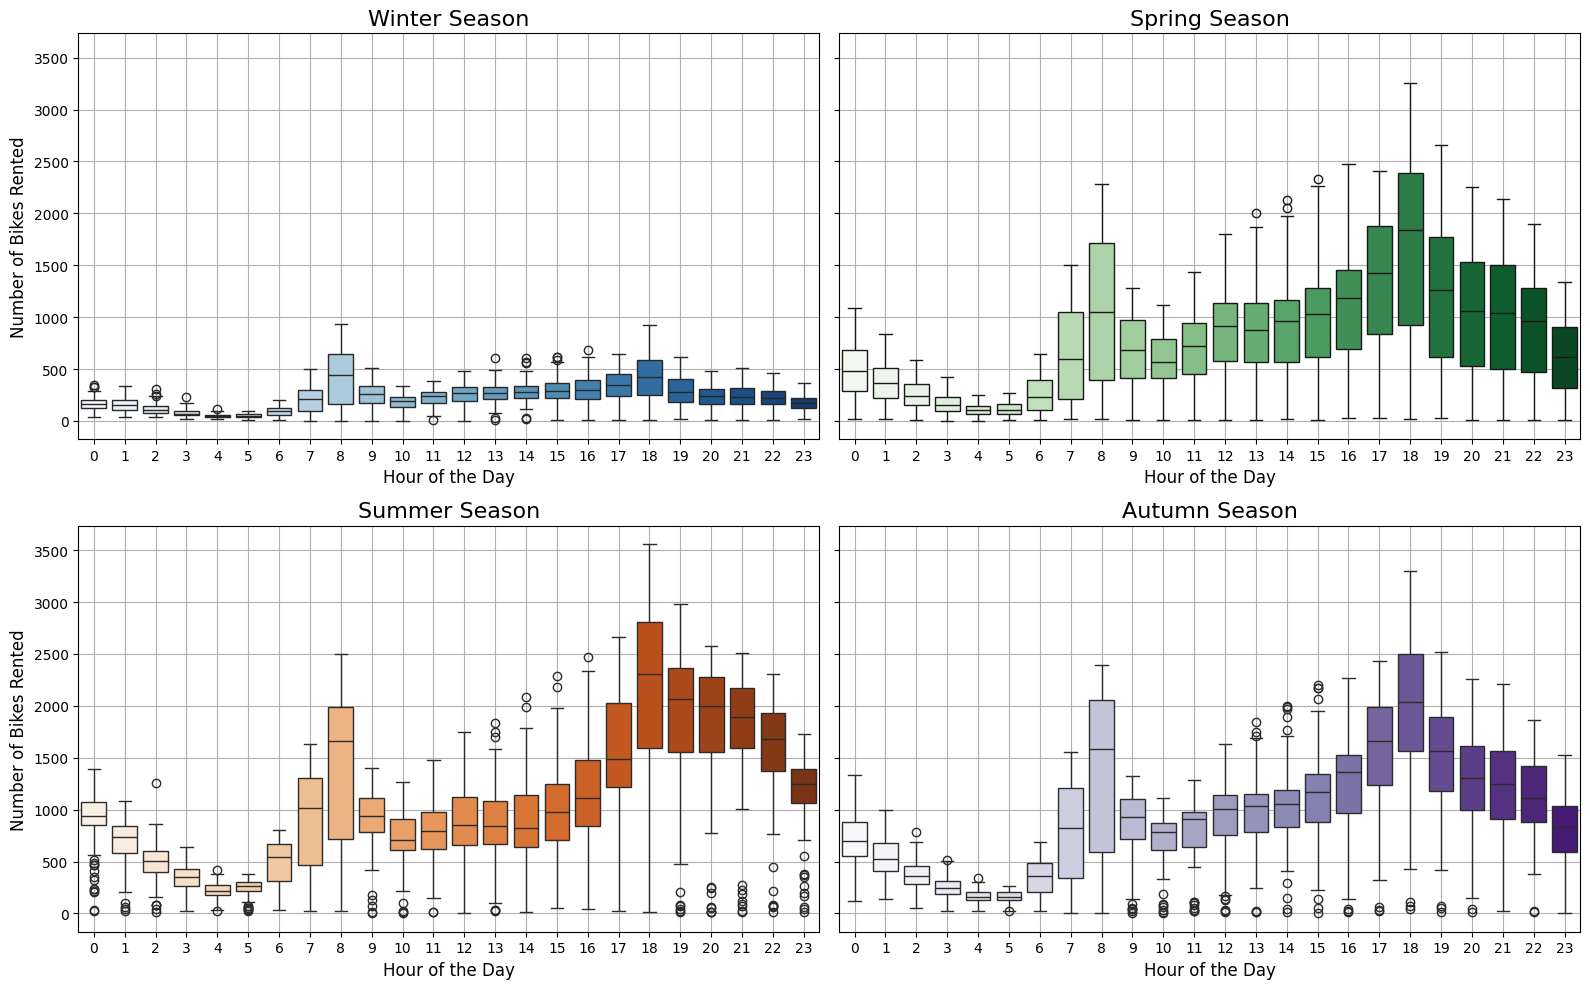 Winter Season
Spring Season
Number of Bikes Rented
3500
3000
2500
2000
1500
1000
500
0
0 1 2 3 4 5 6 7 8 9 10 11 12 13 14 15 16 17 18 19 20 21 22 23
Hour of the Day
0 1 2 3 4 5 6 7 8 9 10 11 12 13 14 15 16 17 18 19 20 21 22 23
Hour of the Day
Summer Season
Autumn Season
Number of Bikes Rented
3500
3000
2500
2000
1500
1000
500
0
0 1 2 3 4 5 6 7 8 9 10 11 12 13 14 15 16 17 18 19 20 21 22 23
Hour of the Day
0 1 2 3 4 5 6 7 8 9 10 11 12 13 14 15 16 17 18 19 20 21 22 23
Hour of the Day